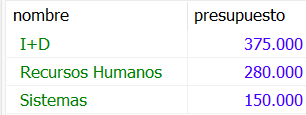 nombre presupuesto
I+D 375.000
Recursos Humanos 280.000
Sistemas 150.000